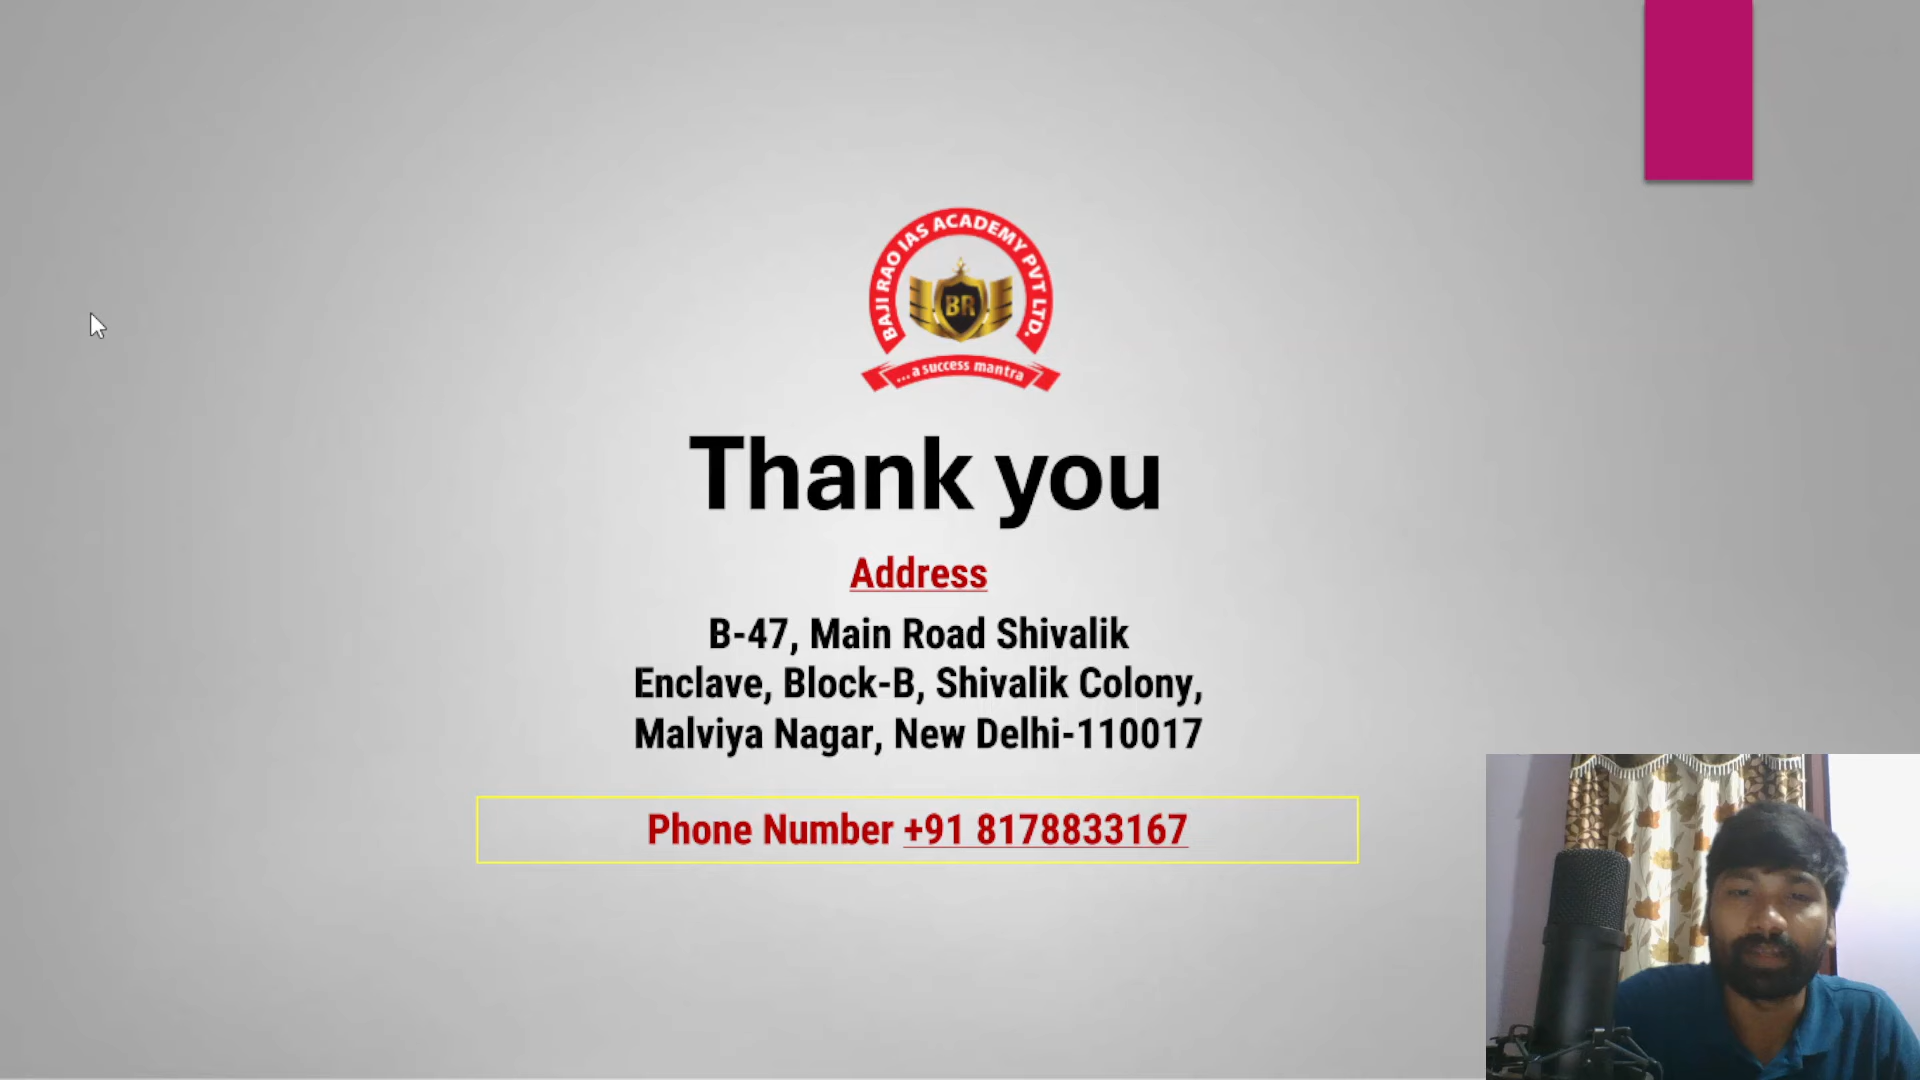 BAJI RAO IAS ACADEMY PVT LTD.
BR
...a success mantra
Thank you
Address
B-47, Main Road Shivalik
Enclave, Block-B, Shivalik Colony,
Malviya Nagar, New Delhi-110017
Phone Number +91 8178833167